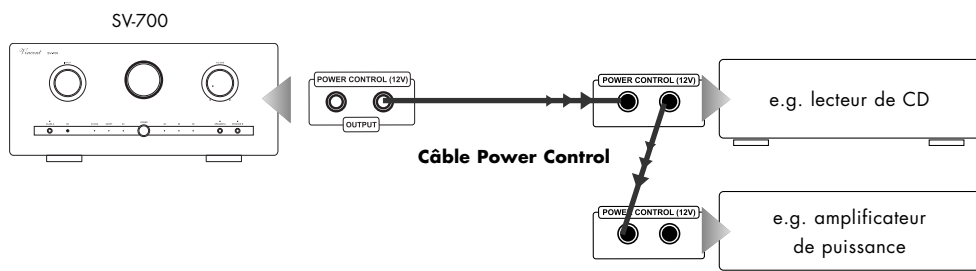 SV-700
Vincent
POWER CONTROL (12V)
OUTPUT
POWER CONTROL (12V)
e.g. lecteur de CD
Câble Power Control
POWER CONTROL (12V)
e.g. amplificateur
de puissance